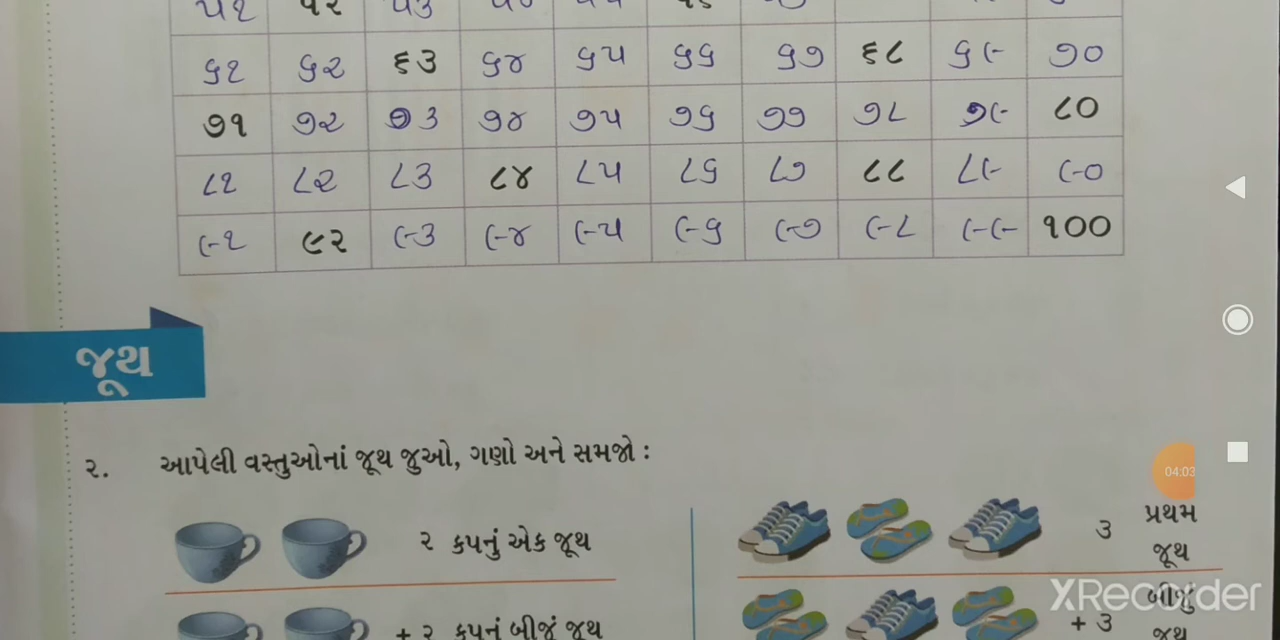 ૬૧ ૬૨ ૬૩ ૬૪ ૬૫ ૬૬ ૬૭ ૬૮ ૬૯ ૭૦
૭૧ ૭૨ ૭૩ ૭૪ ૭૫ ૭૬ ૭૭ ૭૮ ૭૯ ૮૦
૮૧ ૮૨ ૮૩ ૮૪ ૮૫ ૮૬ ૮૭ ૮૮ ૮૯ ૯૦
૯૧ ૯૨ ૯૩ ૯૪ ૯૫ ૯૬ ૯૭ ૯૮ ૯૯ ૧૦૦
જૂથ
૨. આપેલી વસ્તુઓનાં જૂથ જુઓ, ગણો અને સમજો :
04:03
૨ કપનું એક જૂથ
૩ પ્રથમ
જૂથ
+ ૨ કપનું બીજું જૂથ
+ ૩ બીજું
જૂથ
XRecorder